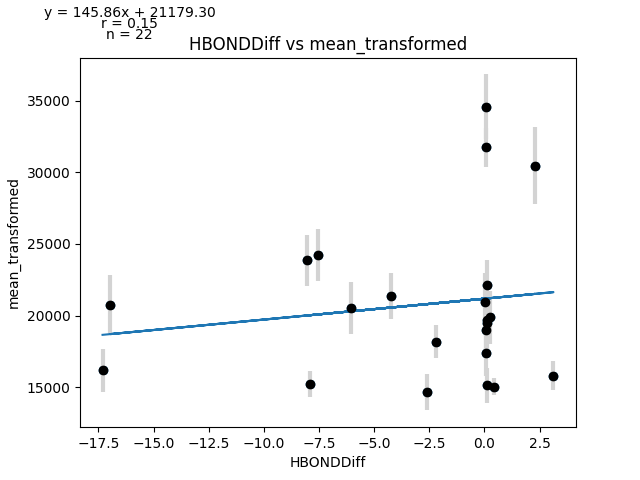 y = 145.86x + 21179.30
r = 0.15
n = 22
HBONDDiff vs mean_transformed
mean_transformed
35000
30000
25000
20000
15000
−17.5 −15.0 −12.5 −10.0 −7.5 −5.0 −2.5 0.0 2.5
HBONDDiff